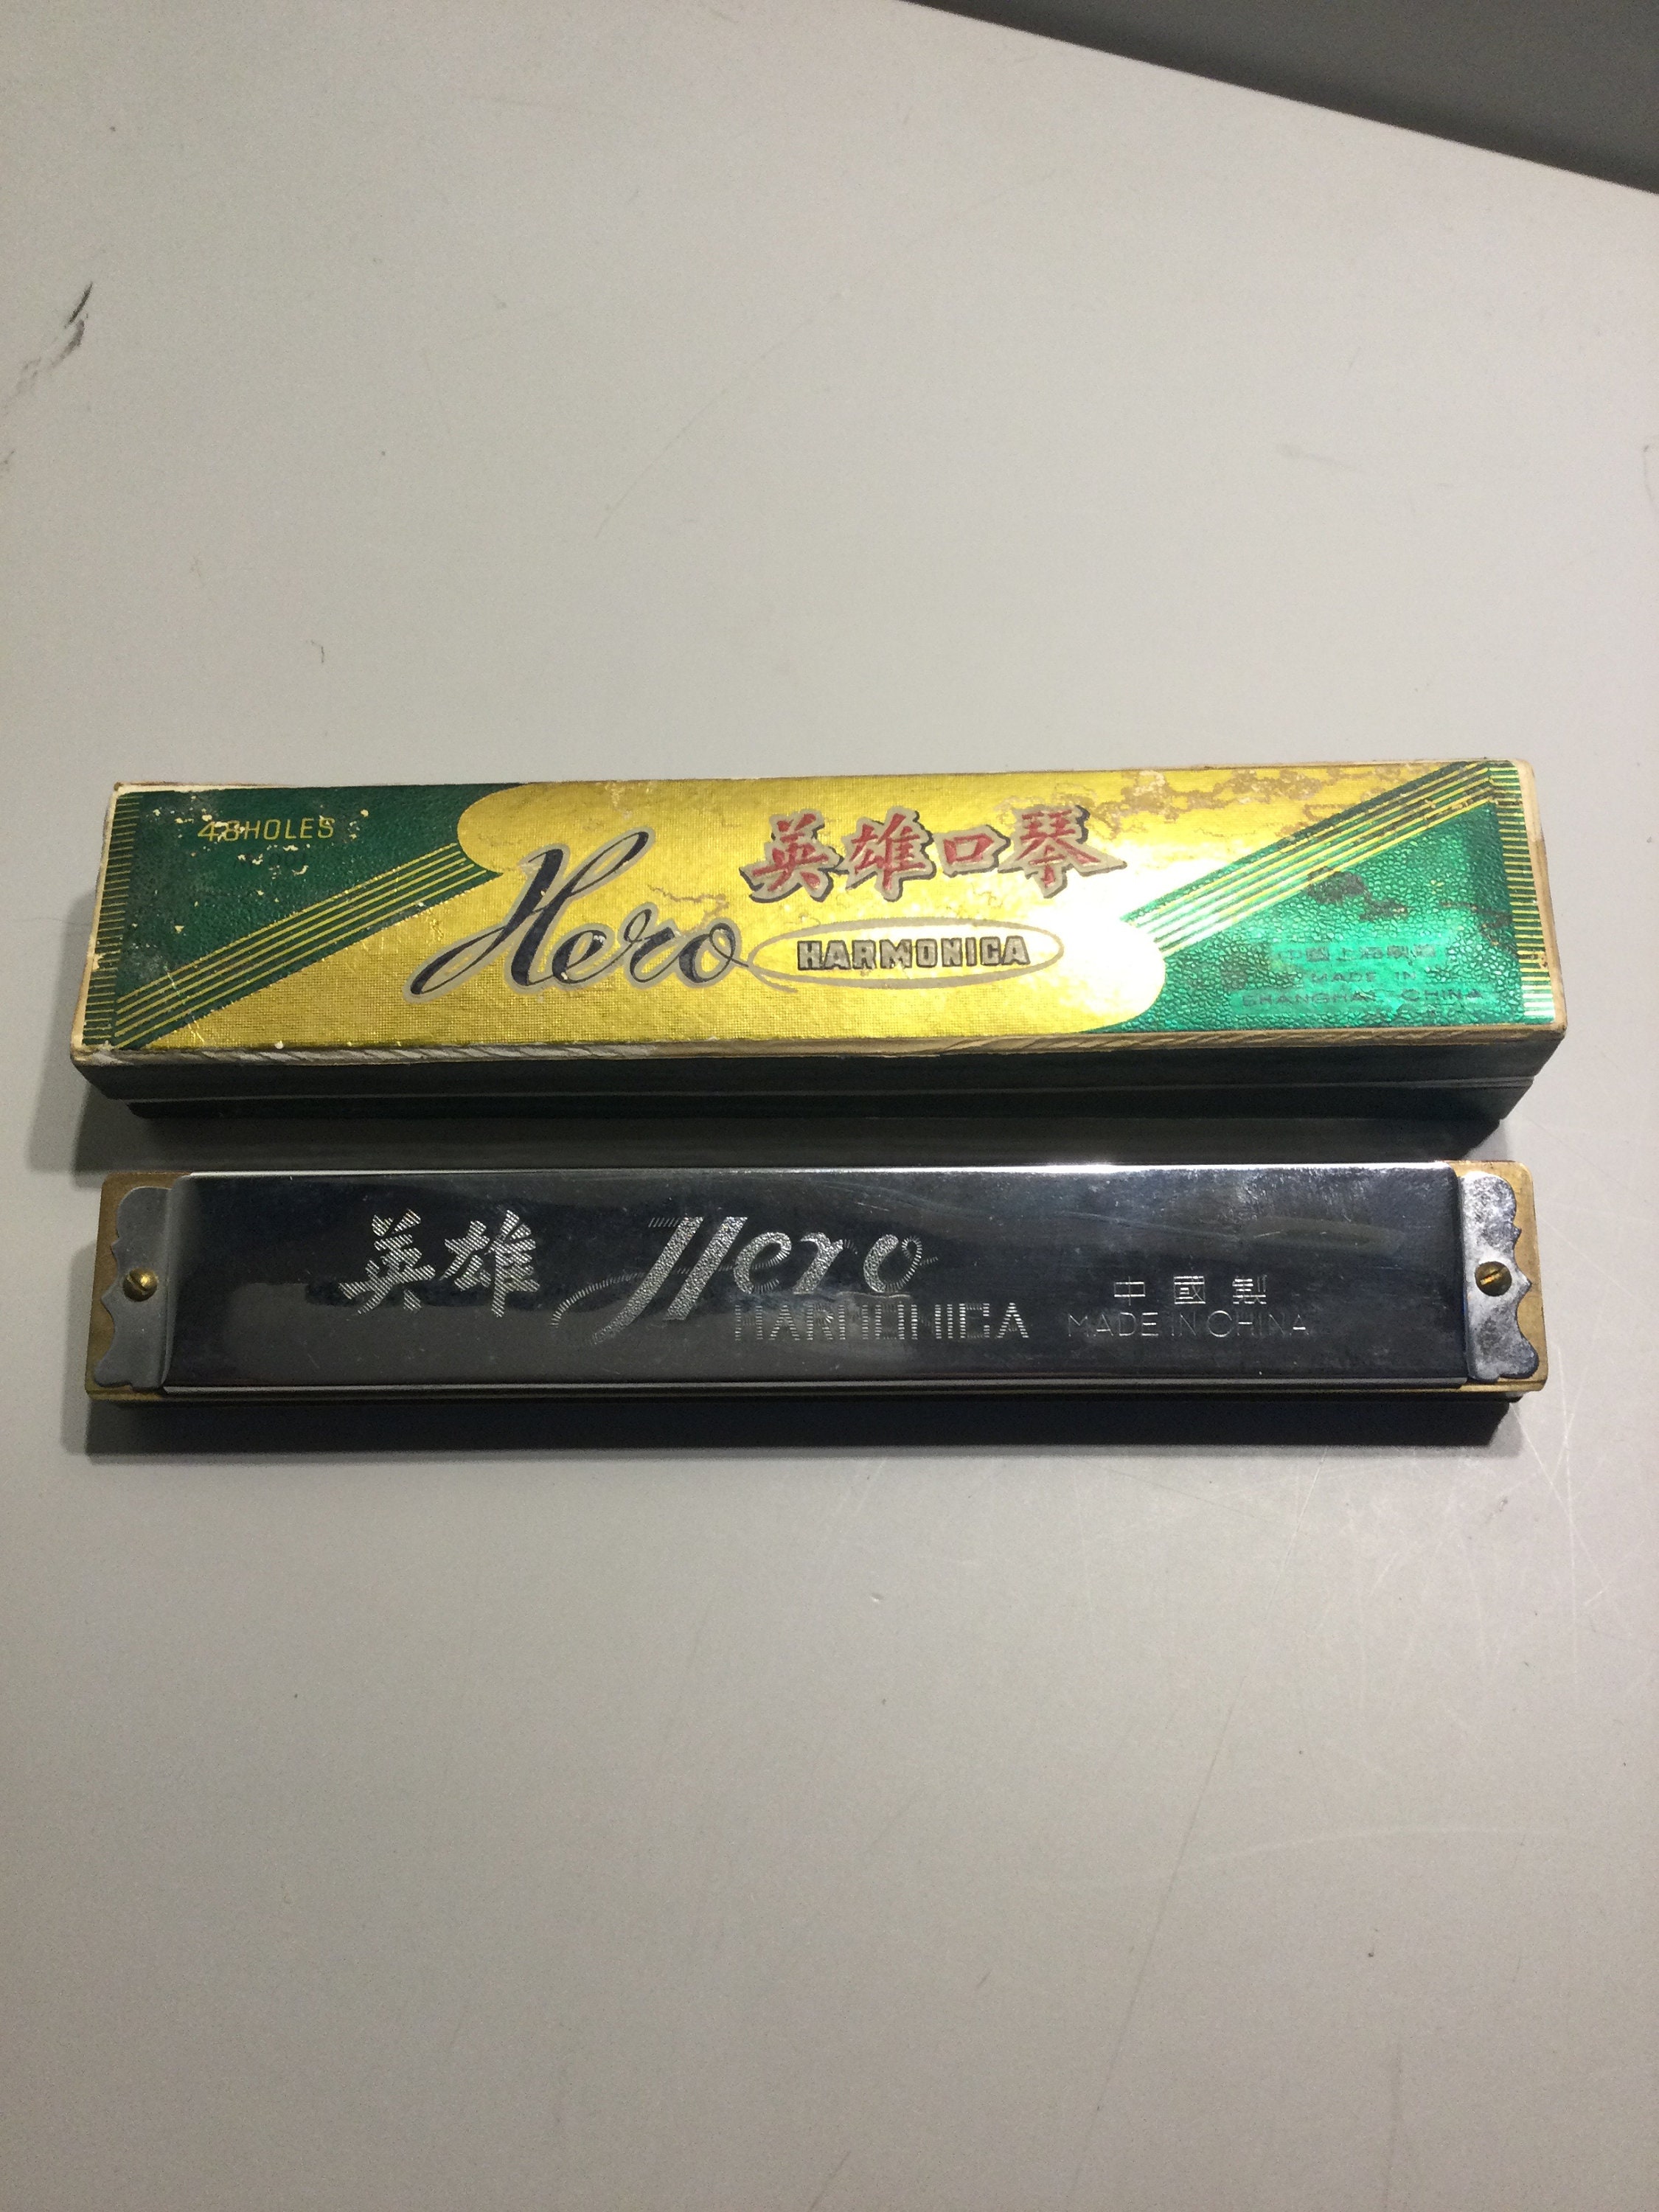 48HOLES
英雄口琴
Hero HARMONICA
MADE IN
SHANGHAI, CHINA
英雄 Hero
HARMONICA
中國製
MADE IN CHINA